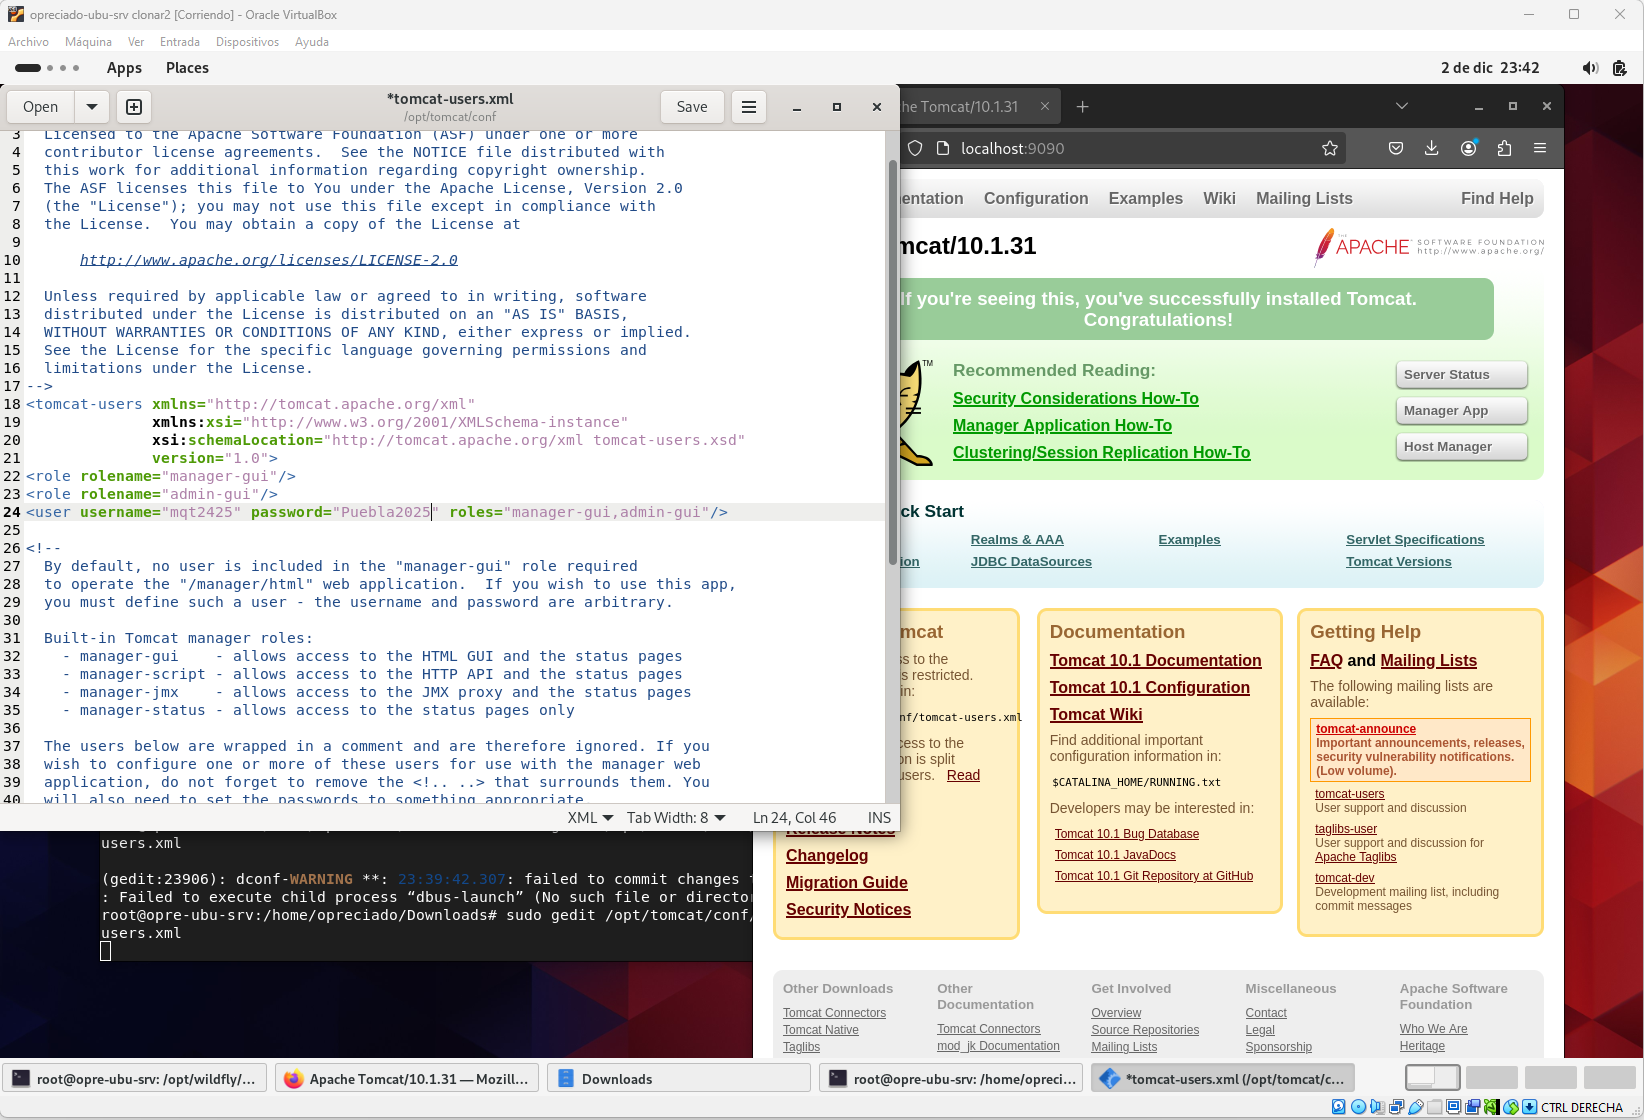 opreciado-ubu-srv clonar2 [Corriendo] - Oracle VirtualBox
Archivo Máquina Ver Entrada Dispositivos Ayuda
Apps Places
2 de dic 23:42
Open
*tomcat-users.xml
/opt/tomcat/conf
Save
3 Licensed to the Apache Software Foundation (ASF) under one or more
4 contributor license agreements.  See the NOTICE file distributed with
5 this work for additional information regarding copyright ownership.
6 The ASF licenses this file to You under the Apache License, Version 2.0
7 (the "License"); you may not use this file except in compliance with
8 the License.  You may obtain a copy of the License at
9
10 http://www.apache.org/licenses/LICENSE-2.0
11
12 Unless required by applicable law or agreed to in writing, software
13 distributed under the License is distributed on an "AS IS" BASIS,
14 WITHOUT WARRANTIES OR CONDITIONS OF ANY KIND, either express or implied.
15 See the License for the specific language governing permissions and
16 limitations under the License.
17 -->
18 <tomcat-users xmlns="http://tomcat.apache.org/xml"
19 xmlns:xsi="http://www.w3.org/2001/XMLSchema-instance"
20 xsi:schemaLocation="http://tomcat.apache.org/xml tomcat-users.xsd"
21 version="1.0">
22 <role rolename="manager-gui"/>
23 <role rolename="admin-gui"/>
24 <user username="mqt2425" password="Puebla2025" roles="manager-gui,admin-gui"/>
25
26 <!--
27 By default, no user is included in the "manager-gui" role required
28 to operate the "/manager/html" web application.  If you wish to use this app,
29 you must define such a user - the username and password are arbitrary.
30
31 Built-in Tomcat manager roles:
32 - manager-gui    - allows access to the HTML GUI and the status pages
33 - manager-script - allows access to the HTTP API and the status pages
34 - manager-jmx    - allows access to the JMX proxy and the status pages
35 - manager-status - allows access to the status pages only
36
37 The users below are wrapped in a comment and are therefore ignored. If you
38 wish to configure one or more of these users for use with the manager web
39 application, do not forget to remove the <!.. ..> that surrounds them. You
40 will also need to set the passwords to something appropriate.
XML Tab Width: 8 Ln 24, Col 46 INS
users.xml
(gedit:23906): dconf-WARNING **: 23:39:42.307: failed to commit changes
: Failed to execute child process “dbus-launch” (No such file or director
root@opre-ubu-srv:/home/opreciado/Downloads# sudo gedit /opt/tomcat/conf/
users.xml
he Tomcat/10.1.31
localhost:9090
entation Configuration Examples Wiki Mailing Lists Find Help
mcat/10.1.31
THE APACHE SOFTWARE FOUNDATION
http://www.apache.org/
If you're seeing this, you've successfully installed Tomcat.
Congratulations!
TM
Recommended Reading:
Security Considerations How-To
Manager Application How-To
Clustering/Session Replication How-To
Server Status
Manager App
Host Manager
ck Start
Realms & AAA Examples Servlet Specifications
ion JDBC DataSources Tomcat Versions
mcat
ss to the
s restricted.
in:
nf/tomcat-users.xml
cess to the
on is split
users. Read
Release Notes
Changelog
Migration Guide
Security Notices
Documentation
Tomcat 10.1 Documentation
Tomcat 10.1 Configuration
Tomcat Wiki
Find additional important
configuration information in:
$CATALINA_HOME/RUNNING.txt
Developers may be interested in:
Tomcat 10.1 Bug Database
Tomcat 10.1 JavaDocs
Tomcat 10.1 Git Repository at GitHub
Getting Help
FAQ and Mailing Lists
The following mailing lists are
available:
tomcat-announce
Important announcements, releases,
security vulnerability notifications.
(Low volume).
tomcat-users
User support and discussion
taglibs-user
User support and discussion for
Apache Taglibs
tomcat-dev
Development mailing list, including
commit messages
Other Downloads
Tomcat Connectors
Tomcat Native
Taglibs
Other
Documentation
Tomcat Connectors
mod_jk Documentation
Get Involved
Overview
Source Repositories
Mailing Lists
Miscellaneous
Contact
Legal
Sponsorship
Apache Software
Foundation
Who We Are
Heritage
root@opre-ubu-srv: /opt/wildfly/...
Apache Tomcat/10.1.31 — Mozill...
Downloads
root@opre-ubu-srv: /home/opreci...
*tomcat-users.xml (/opt/tomcat/c...
CTRL DERECHA